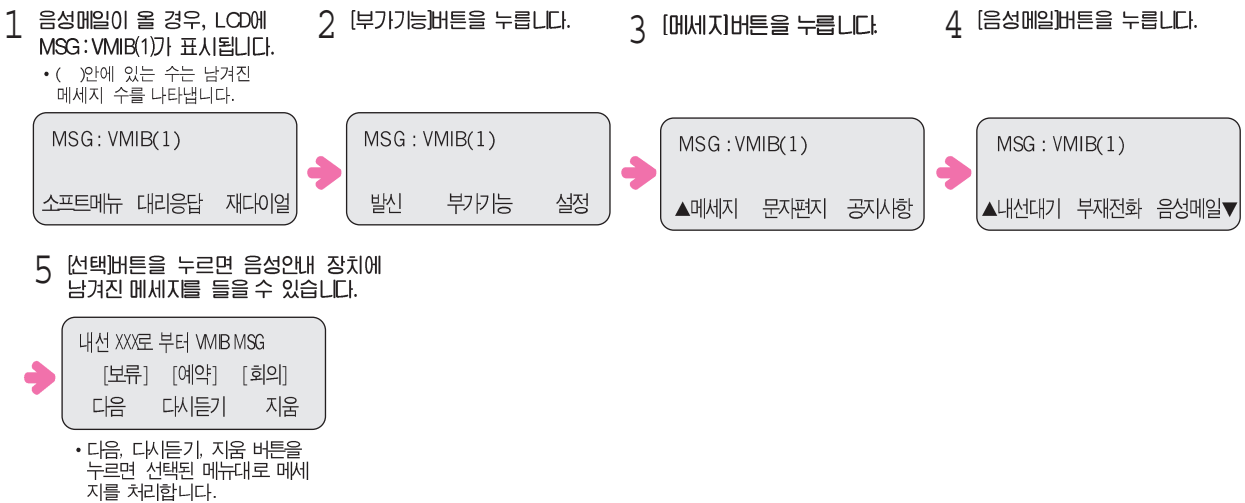 1 음성메일이 올 경우, LCD에
MSG:VMIB(1)가 표시됩니다.
• ( )안에 있는 수는 남겨진
메세지 수를 나타냅니다.
MSG : VMIB(1)
소프트메뉴 대리응답 재다이얼
2 [부가기능]버튼을 누릅니다.
MSG : VMIB(1)
발신 부가기능 설정
3 [메세지]버튼을 누릅니다.
MSG : VMIB(1)
▲메세지 문자편지 공지사항
4 [음성메일]버튼을 누릅니다.
MSG : VMIB(1)
▲내선대기 부재전화 음성메일▼
5 [선택]버튼을 누르면 음성안내 장치에
남겨진 메세지를 들을 수 있습니다.
내선 XXX로 부터 VMIB MSG
[보류] [예약] [회의]
다음 다시듣기 지움
• 다음, 다시듣기, 지움 버튼을
누르면 선택된 메뉴대로 메세
지를 처리합니다.